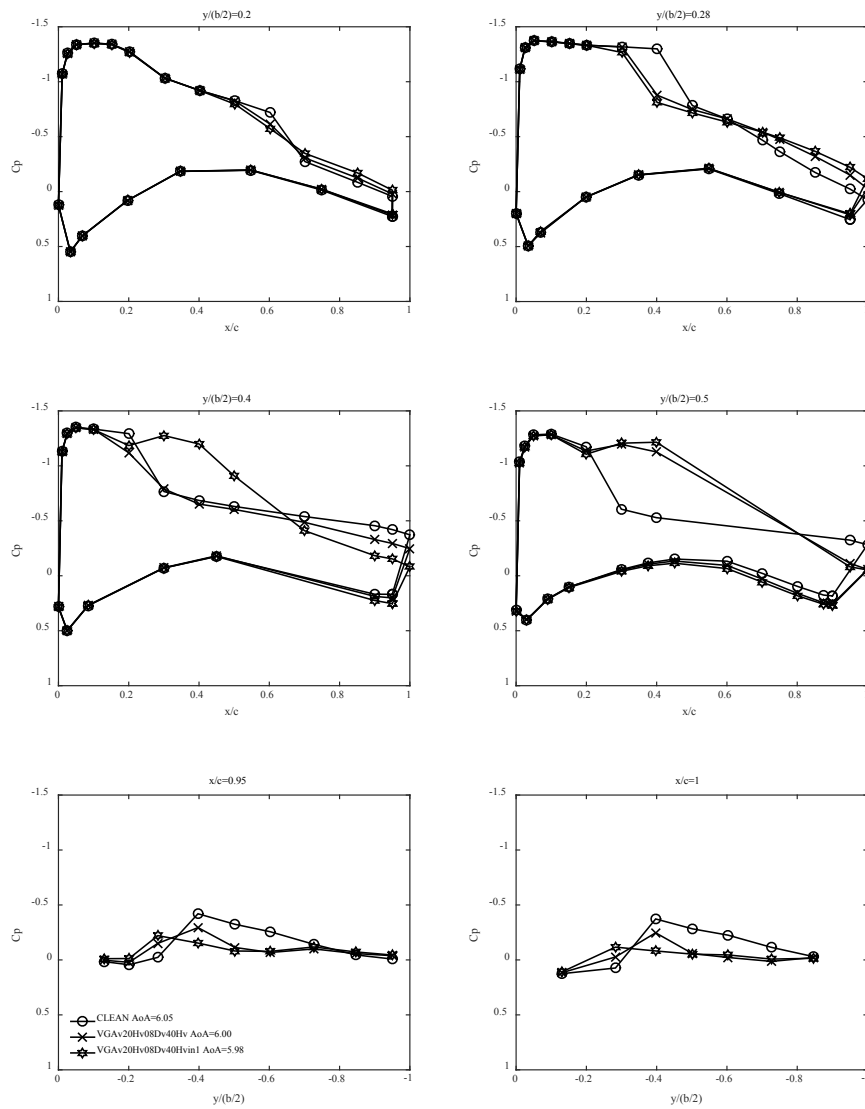 y/(b/2)=0.2
-1.5
-1
-0.5
0
0.5
1
Cp
0 0.2 0.4 0.6 0.8 1
x/c
y/(b/2)=0.28
-1.5
-1
-0.5
0
0.5
1
Cp
0 0.2 0.4 0.6 0.8
x/c
y/(b/2)=0.4
-1.5
-1
-0.5
0
0.5
1
Cp
0 0.2 0.4 0.6 0.8 1
x/c
y/(b/2)=0.5
-1.5
-1
-0.5
0
0.5
1
Cp
0 0.2 0.4 0.6 0.8
x/c
x/c=0.95
-1.5
-1
-0.5
0
0.5
1
Cp
CLEAN AoA=6.05
VGAv20Hv08Dv40Hv AoA=6.00
VGAv20Hv08Dv40Hvin1 AoA=5.98
0 -0.2 -0.4 -0.6 -0.8 -1
y/(b/2)
x/c=1
-1.5
-1
-0.5
0
0.5
1
Cp
0 -0.2 -0.4 -0.6 -0.8
y/(b/2)